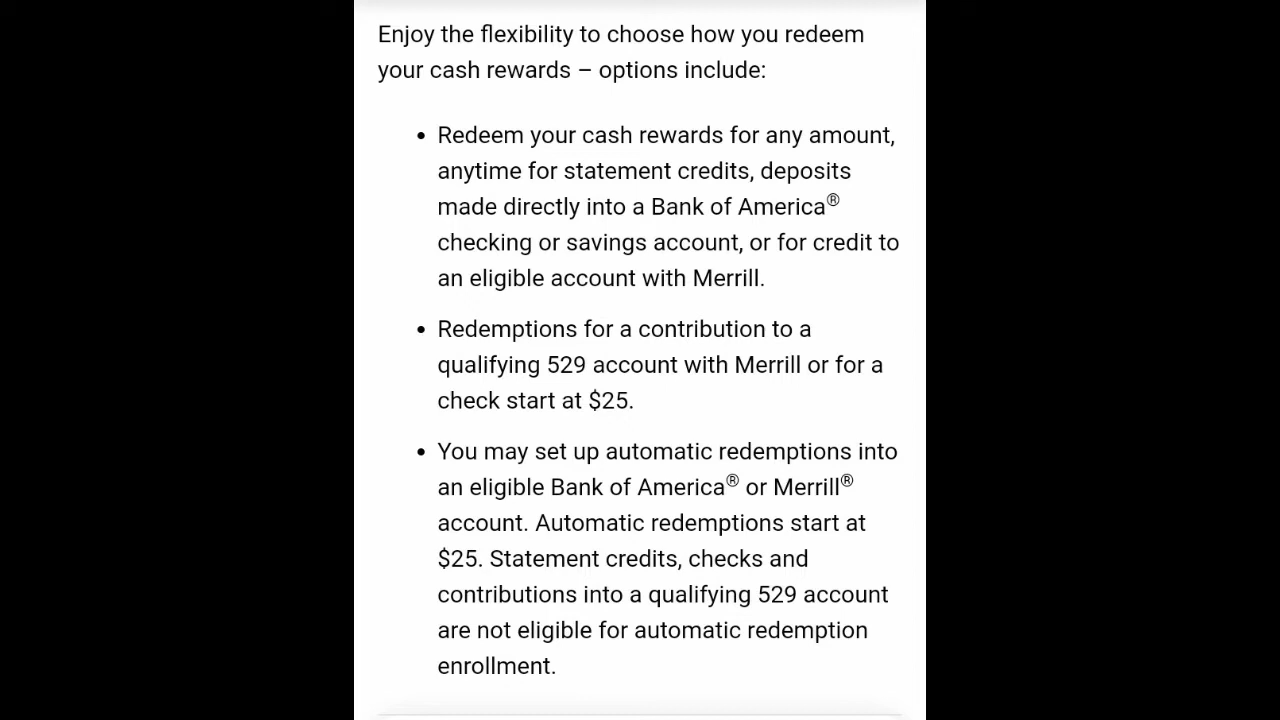 Enjoy the flexibility to choose how you redeem
your cash rewards – options include:
• Redeem your cash rewards for any amount,
anytime for statement credits, deposits
made directly into a Bank of America®
checking or savings account, or for credit to
an eligible account with Merrill.
• Redemptions for a contribution to a
qualifying 529 account with Merrill or for a
check start at $25.
• You may set up automatic redemptions into
an eligible Bank of America® or Merrill®
account. Automatic redemptions start at
$25. Statement credits, checks and
contributions into a qualifying 529 account
are not eligible for automatic redemption
enrollment.